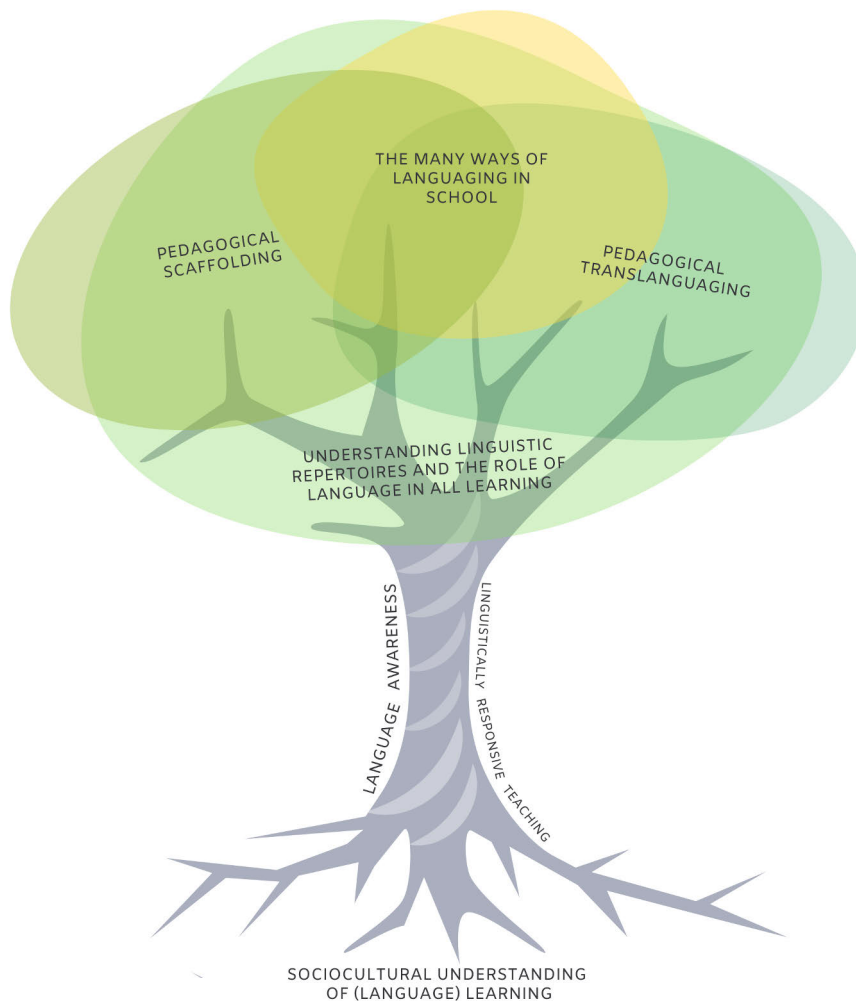 THE MANY WAYS OF
LANGUAGING IN
SCHOOL
PEDAGOGICAL
SCAFFOLDING
PEDAGOGICAL
TRANSLANGUAGING
UNDERSTANDING LINGUISTIC
REPERTOIRES AND THE ROLE OF
LANGUAGE IN ALL LEARNING
LANGUAGE AWARENESS
LINGUISTICALLY RESPONSIVE TEACHING
SOCIOCULTURAL UNDERSTANDING
OF (LANGUAGE) LEARNING